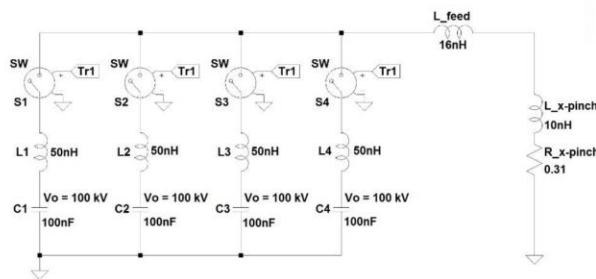 L_feed
16nH
SW
Tr1
SW
Tr1
SW
Tr1
SW
Tr1
S1
S2
S3
S4
L_x-pinch
10nH
R_x-pinch
0.31
L1
50nH
L2
50nH
L3
50nH
L4
50nH
Vo = 100 kV
Vo = 100 kV
Vo = 100 kV
Vo = 100 kV
C1
C2
C3
C4
100nF
100nF
100nF
100nF